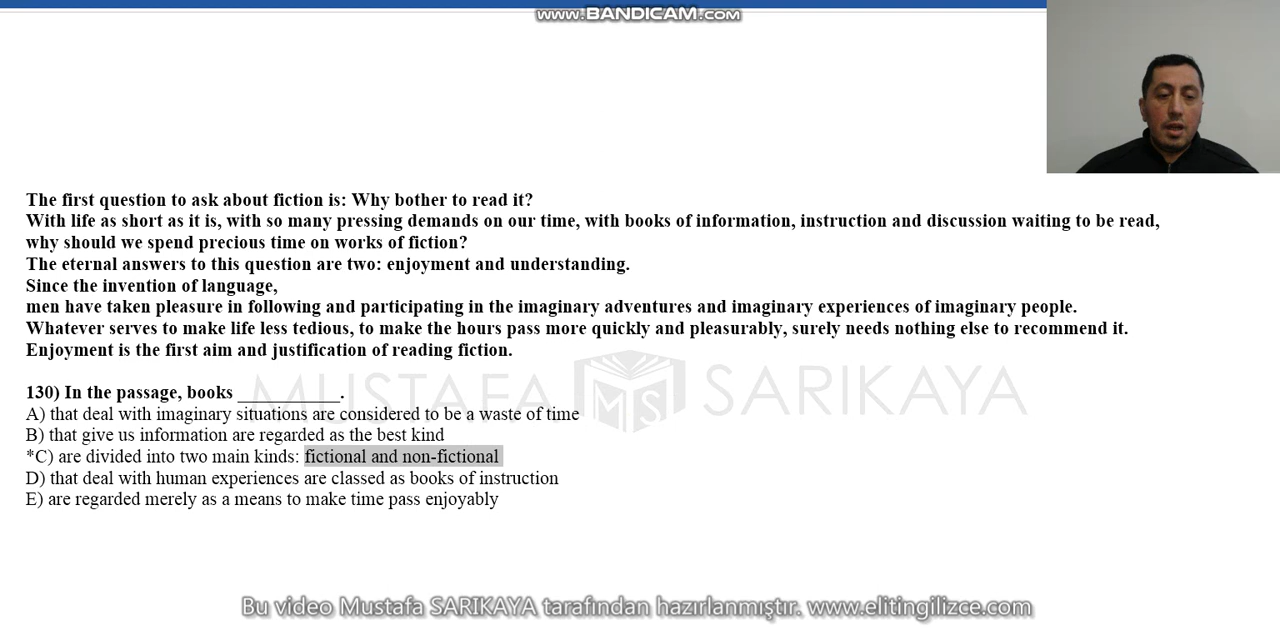 www.BANDICAM.com
The first question to ask about fiction is: Why bother to read it?
With life as short as it is, with so many pressing demands on our time, with books of information, instruction and discussion waiting to be read,
why should we spend precious time on works of fiction?
The eternal answers to this question are two: enjoyment and understanding.
Since the invention of language,
men have taken pleasure in following and participating in the imaginary adventures and imaginary experiences of imaginary people.
Whatever serves to make life less tedious, to make the hours pass more quickly and pleasurably, surely needs nothing else to recommend it.
Enjoyment is the first aim and justification of reading fiction.
MUSTAFA MS SARIKAYA
130) In the passage, books __________.
A) that deal with imaginary situations are considered to be a waste of time
B) that give us information are regarded as the best kind
*C) are divided into two main kinds: fictional and non-fictional
D) that deal with human experiences are classed as books of instruction
E) are regarded merely as a means to make time pass enjoyably
Bu video Mustafa SARIKAYA tarafından hazırlanmıştır. www.elitingilizce.com